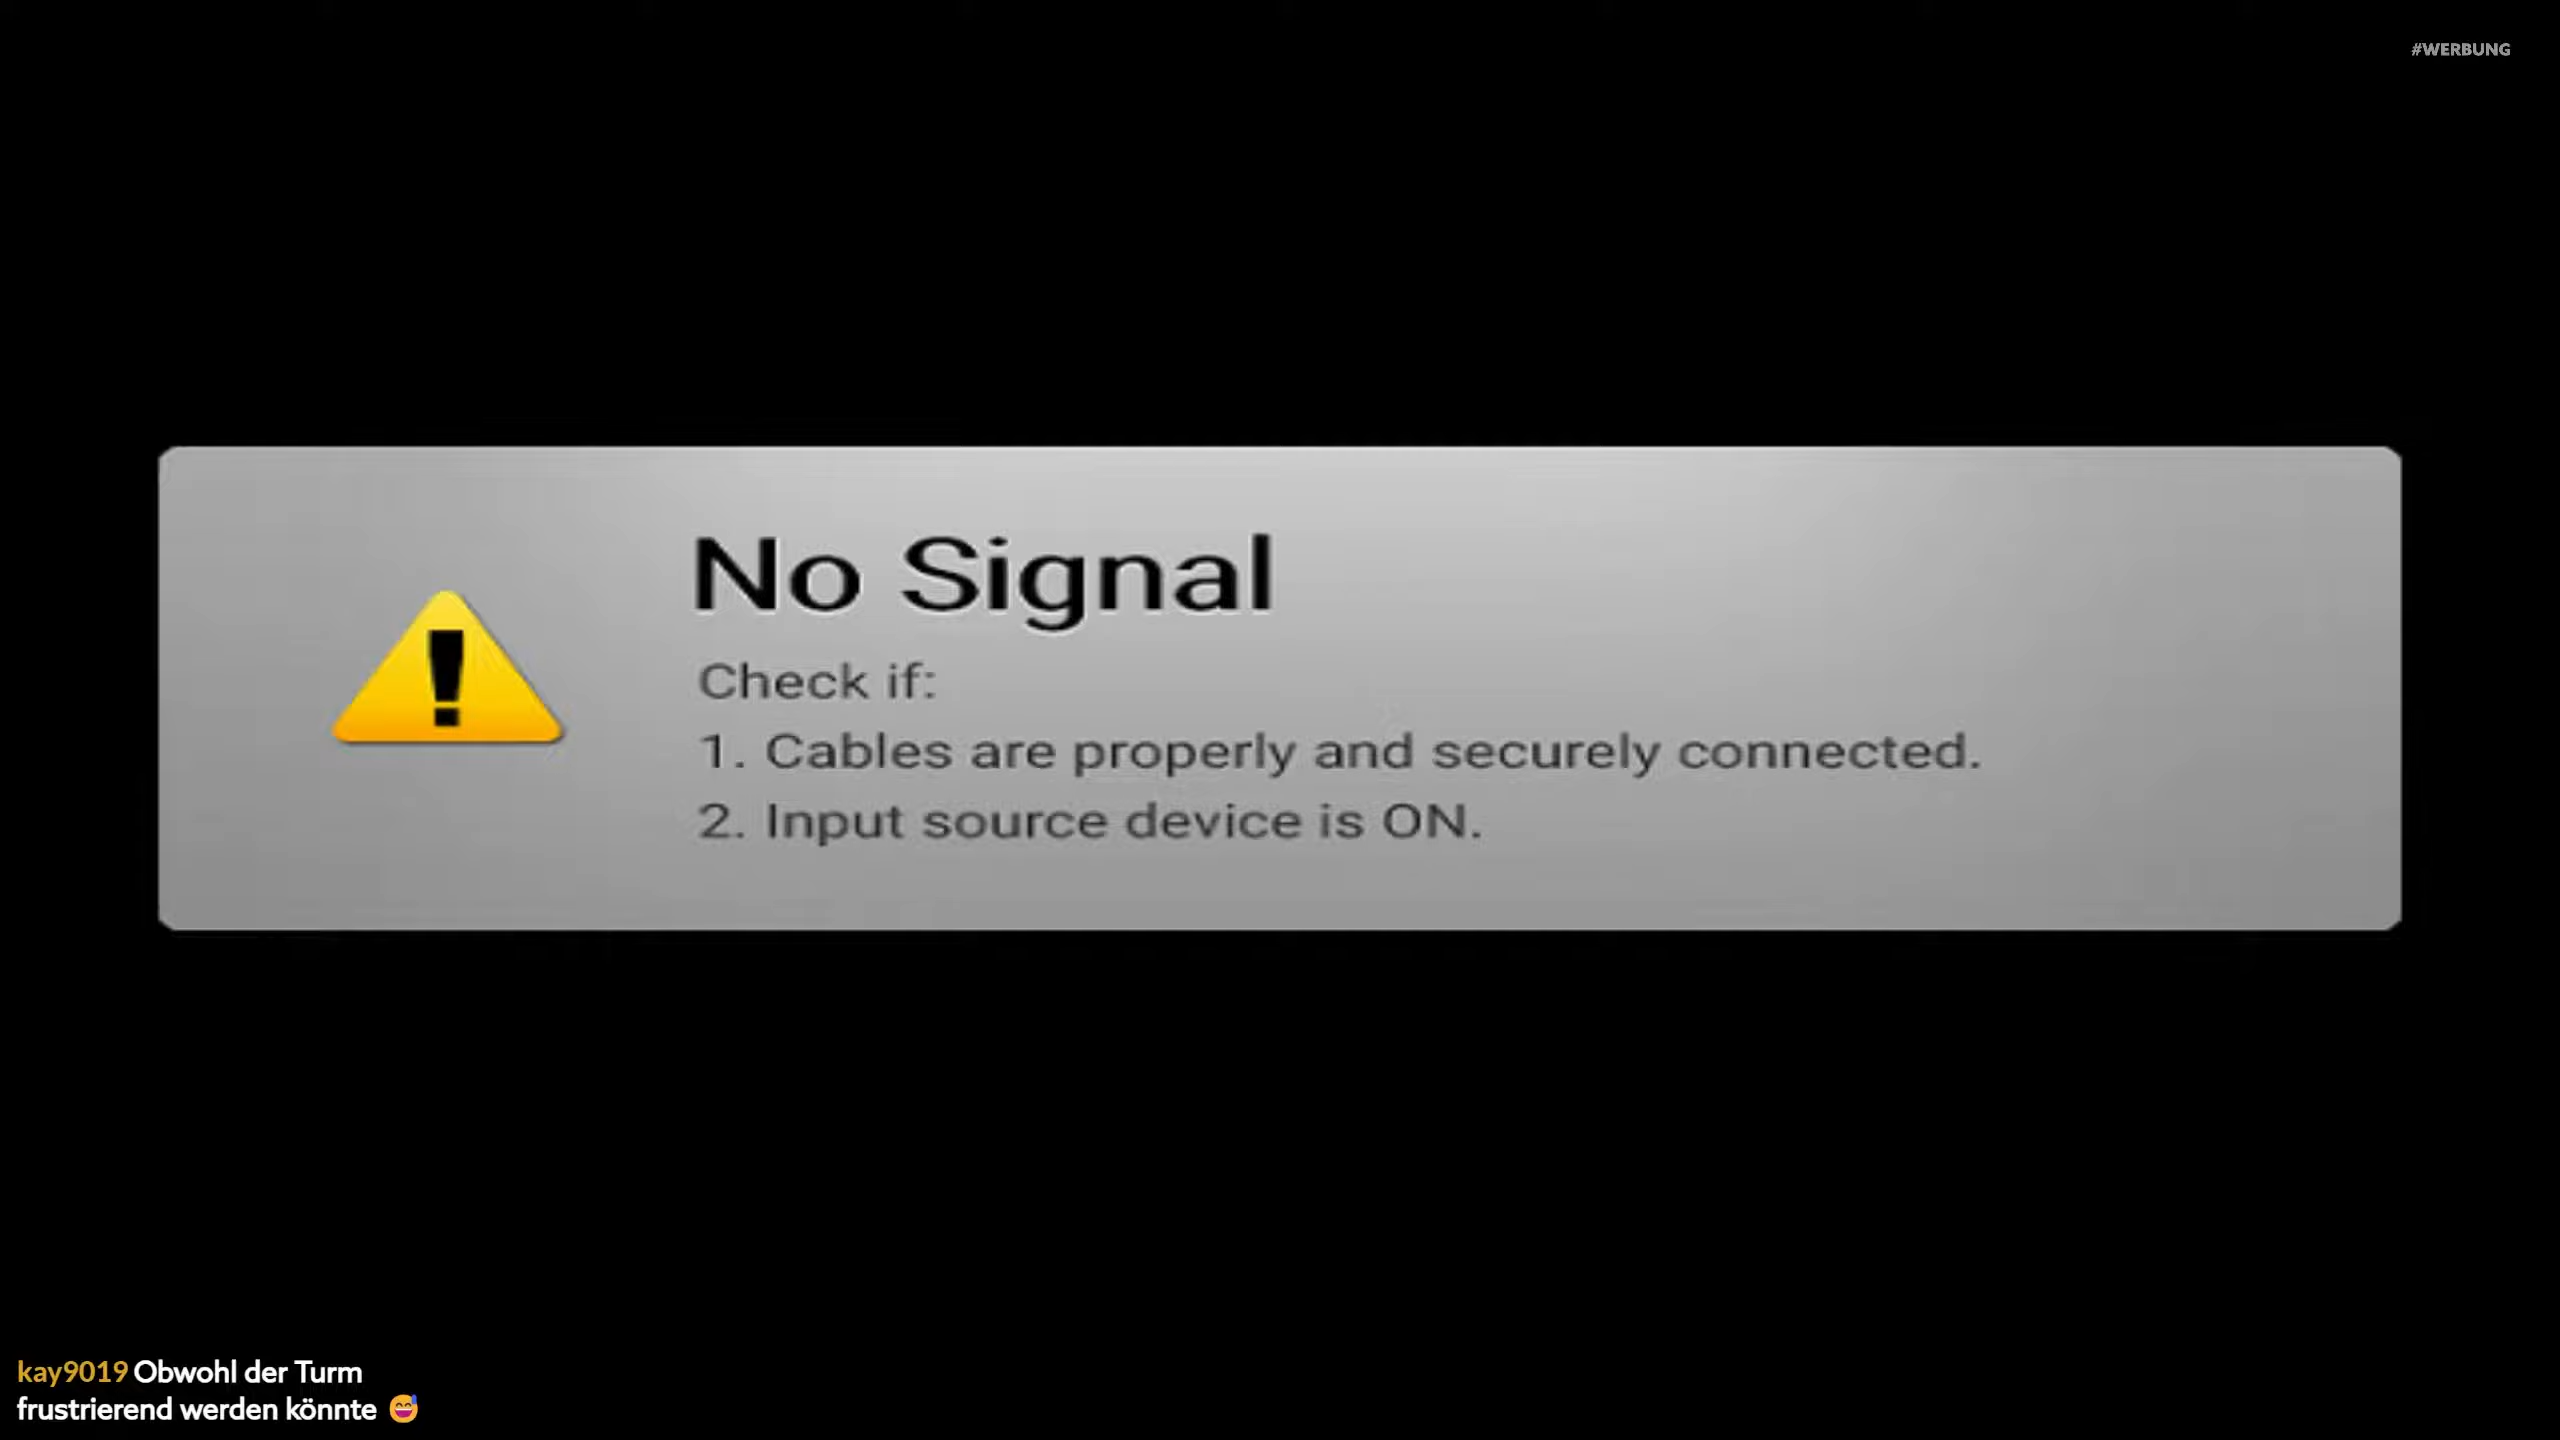 #WERBUNG
No Signal
Check if:
1. Cables are properly and securely connected.
2. Input source device is ON.
kay9019 Obwohl der Turm
frustrierend werden könnte 😅